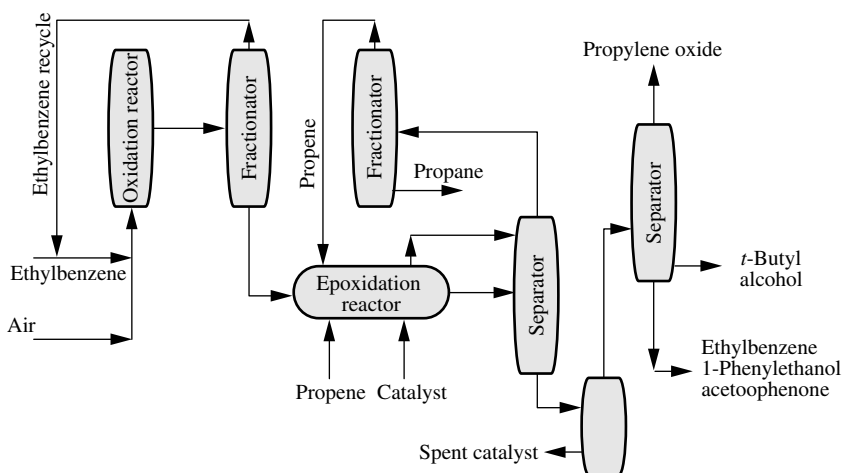 Ethylbenzene recycle
Oxidation reactor
Fractionator
Propene
Fractionator
Propane
Propylene oxide
Separator
Ethylbenzene
Air
Epoxidation
reactor
Separator
t-Butyl
alcohol
Propene
Catalyst
Ethylbenzene
1-Phenylethanol
acetoophenone
Spent catalyst